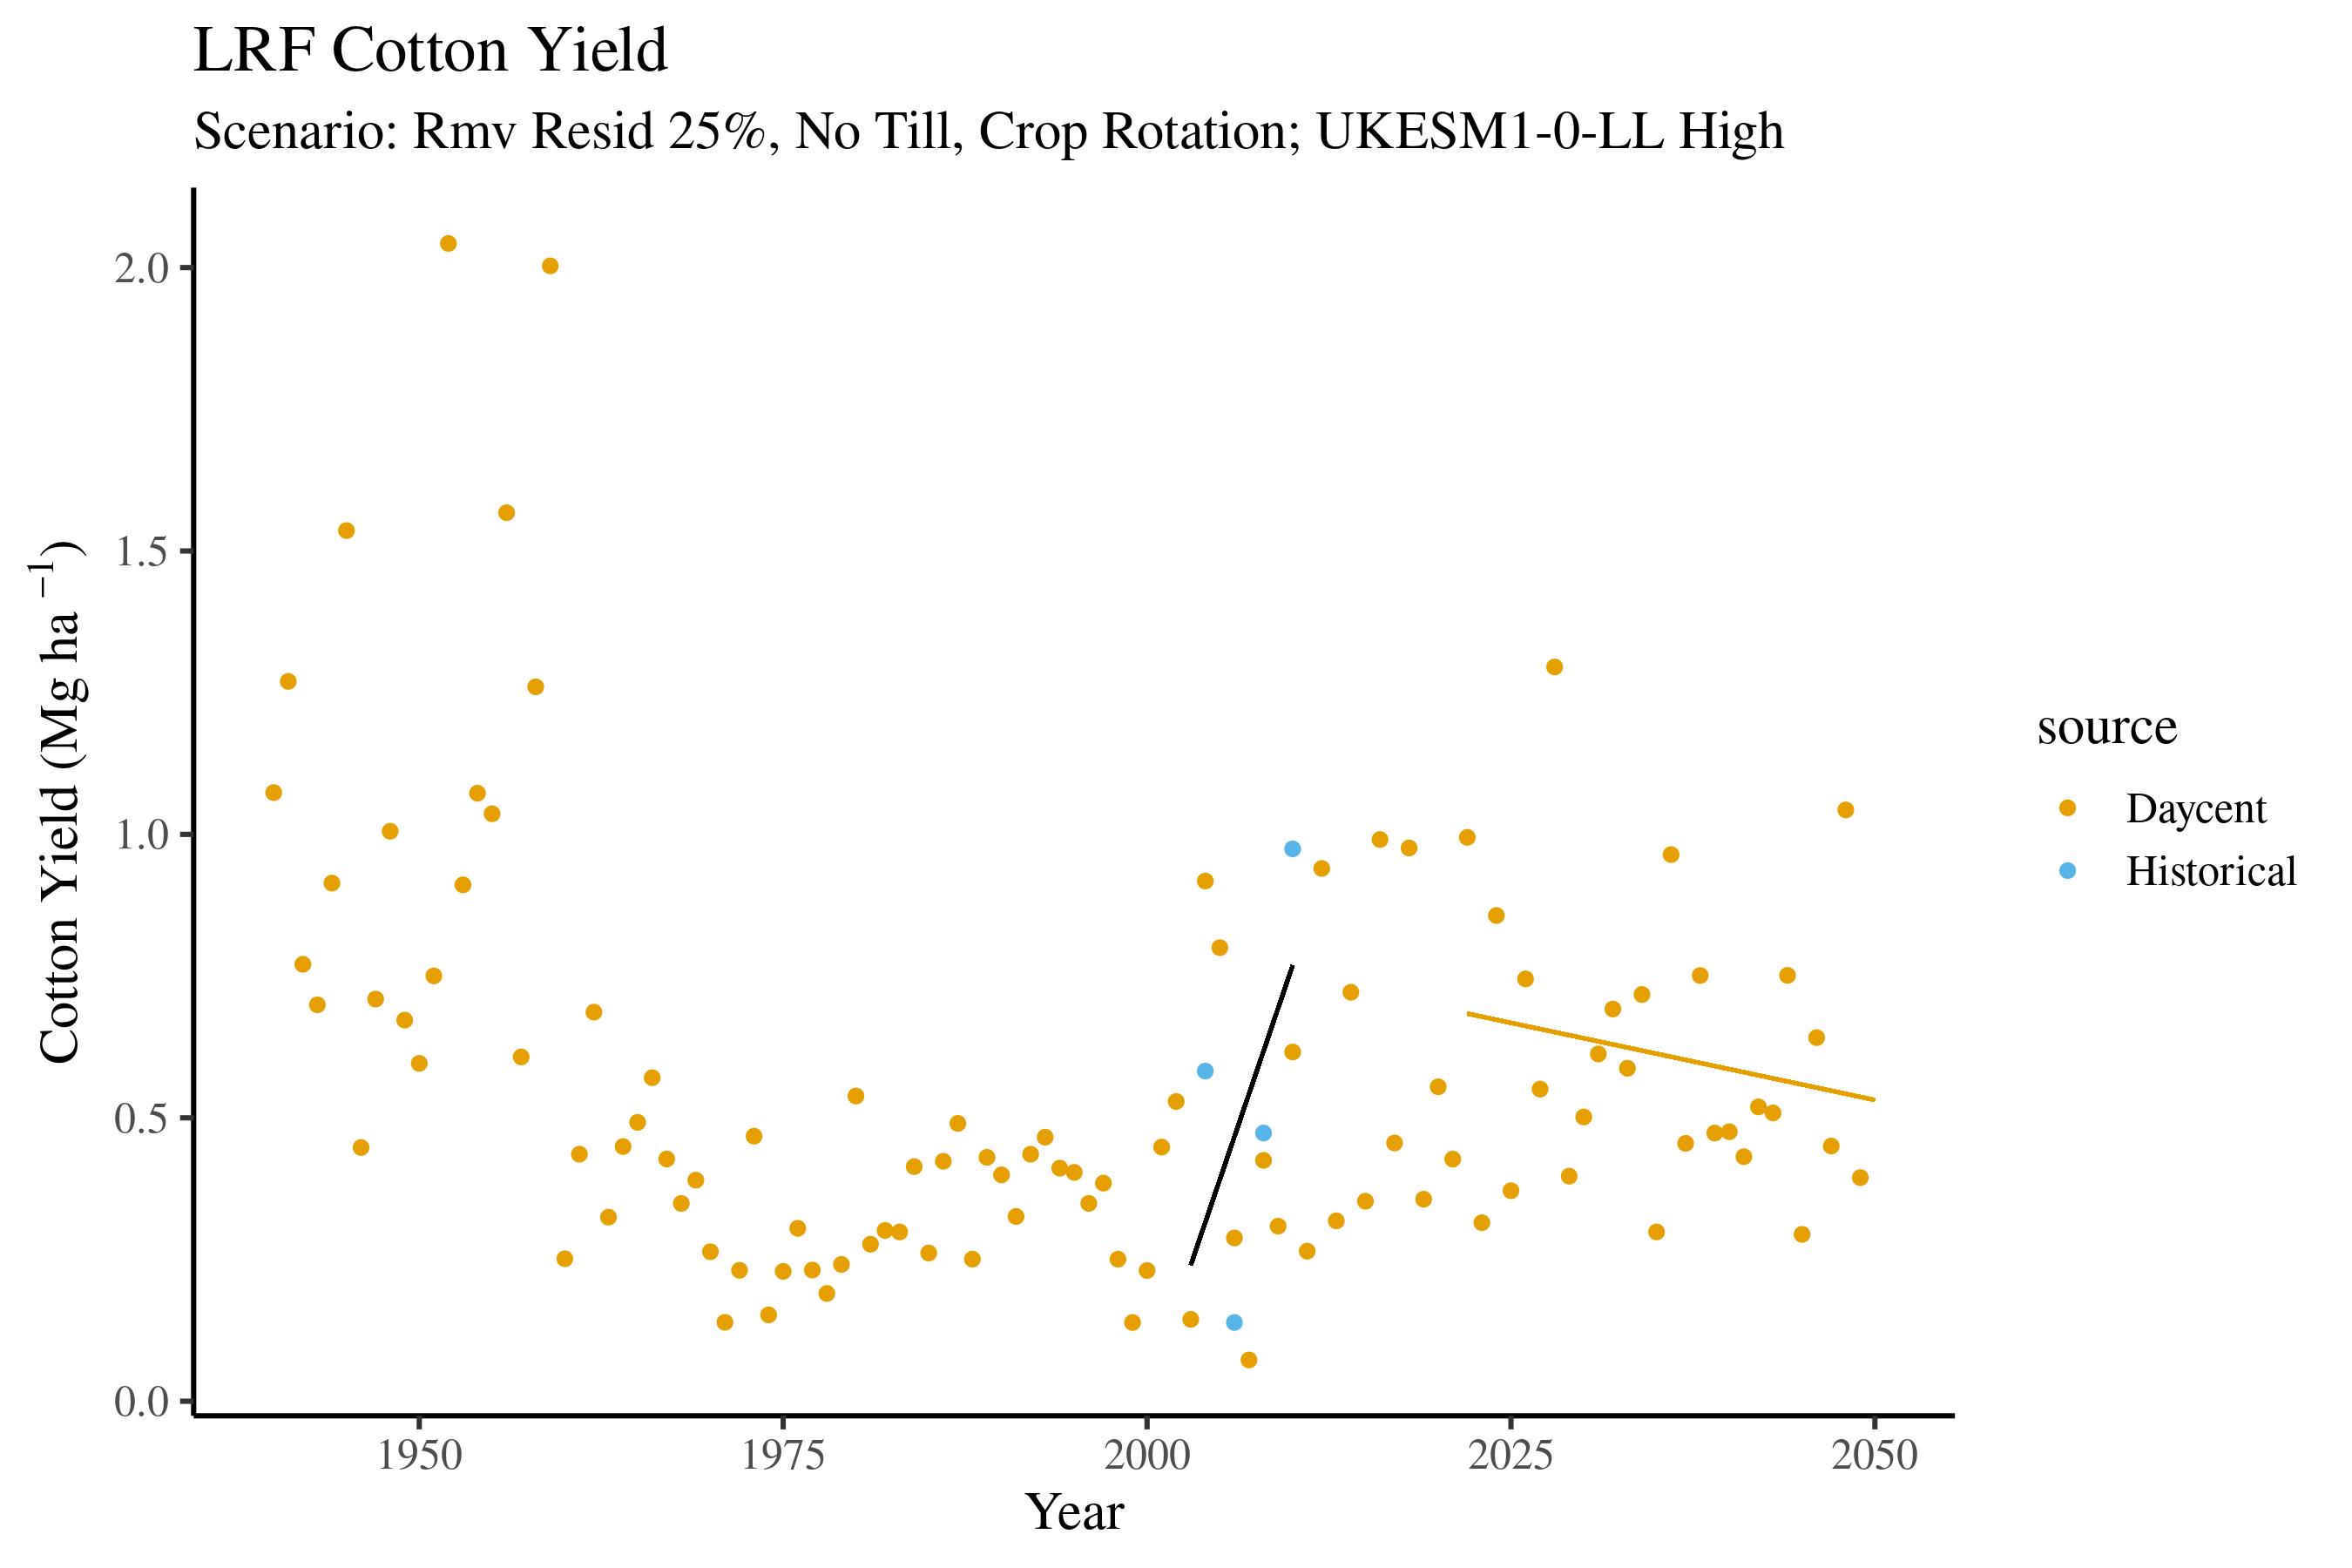 LRF Cotton Yield
Scenario: Rmv Resid 25%, No Till, Crop Rotation; UKESM1-0-LL High
Cotton Yield (Mg ha −1)
2.0
1.5
1.0
0.5
0.0
1950 1975 2000 2025 2050
Year
source
Daycent
Historical